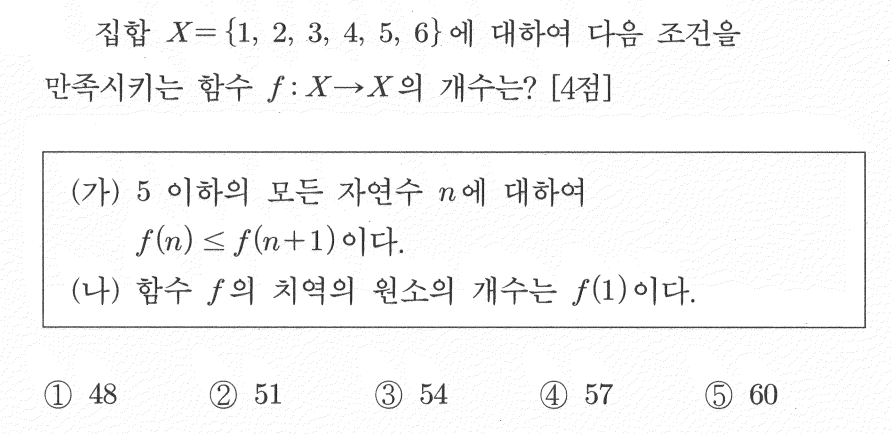 집합 X={1, 2, 3, 4, 5, 6}에 대하여 다음 조건을
만족시키는 함수 f : X→X의 개수는? [4점]
(가) 5 이하의 모든 자연수 n에 대하여
f(n)≤f(n+1)이다.
(나) 함수 f의 치역의 원소의 개수는 f(1)이다.
① 48 ② 51 ③ 54 ④ 57 ⑤ 60